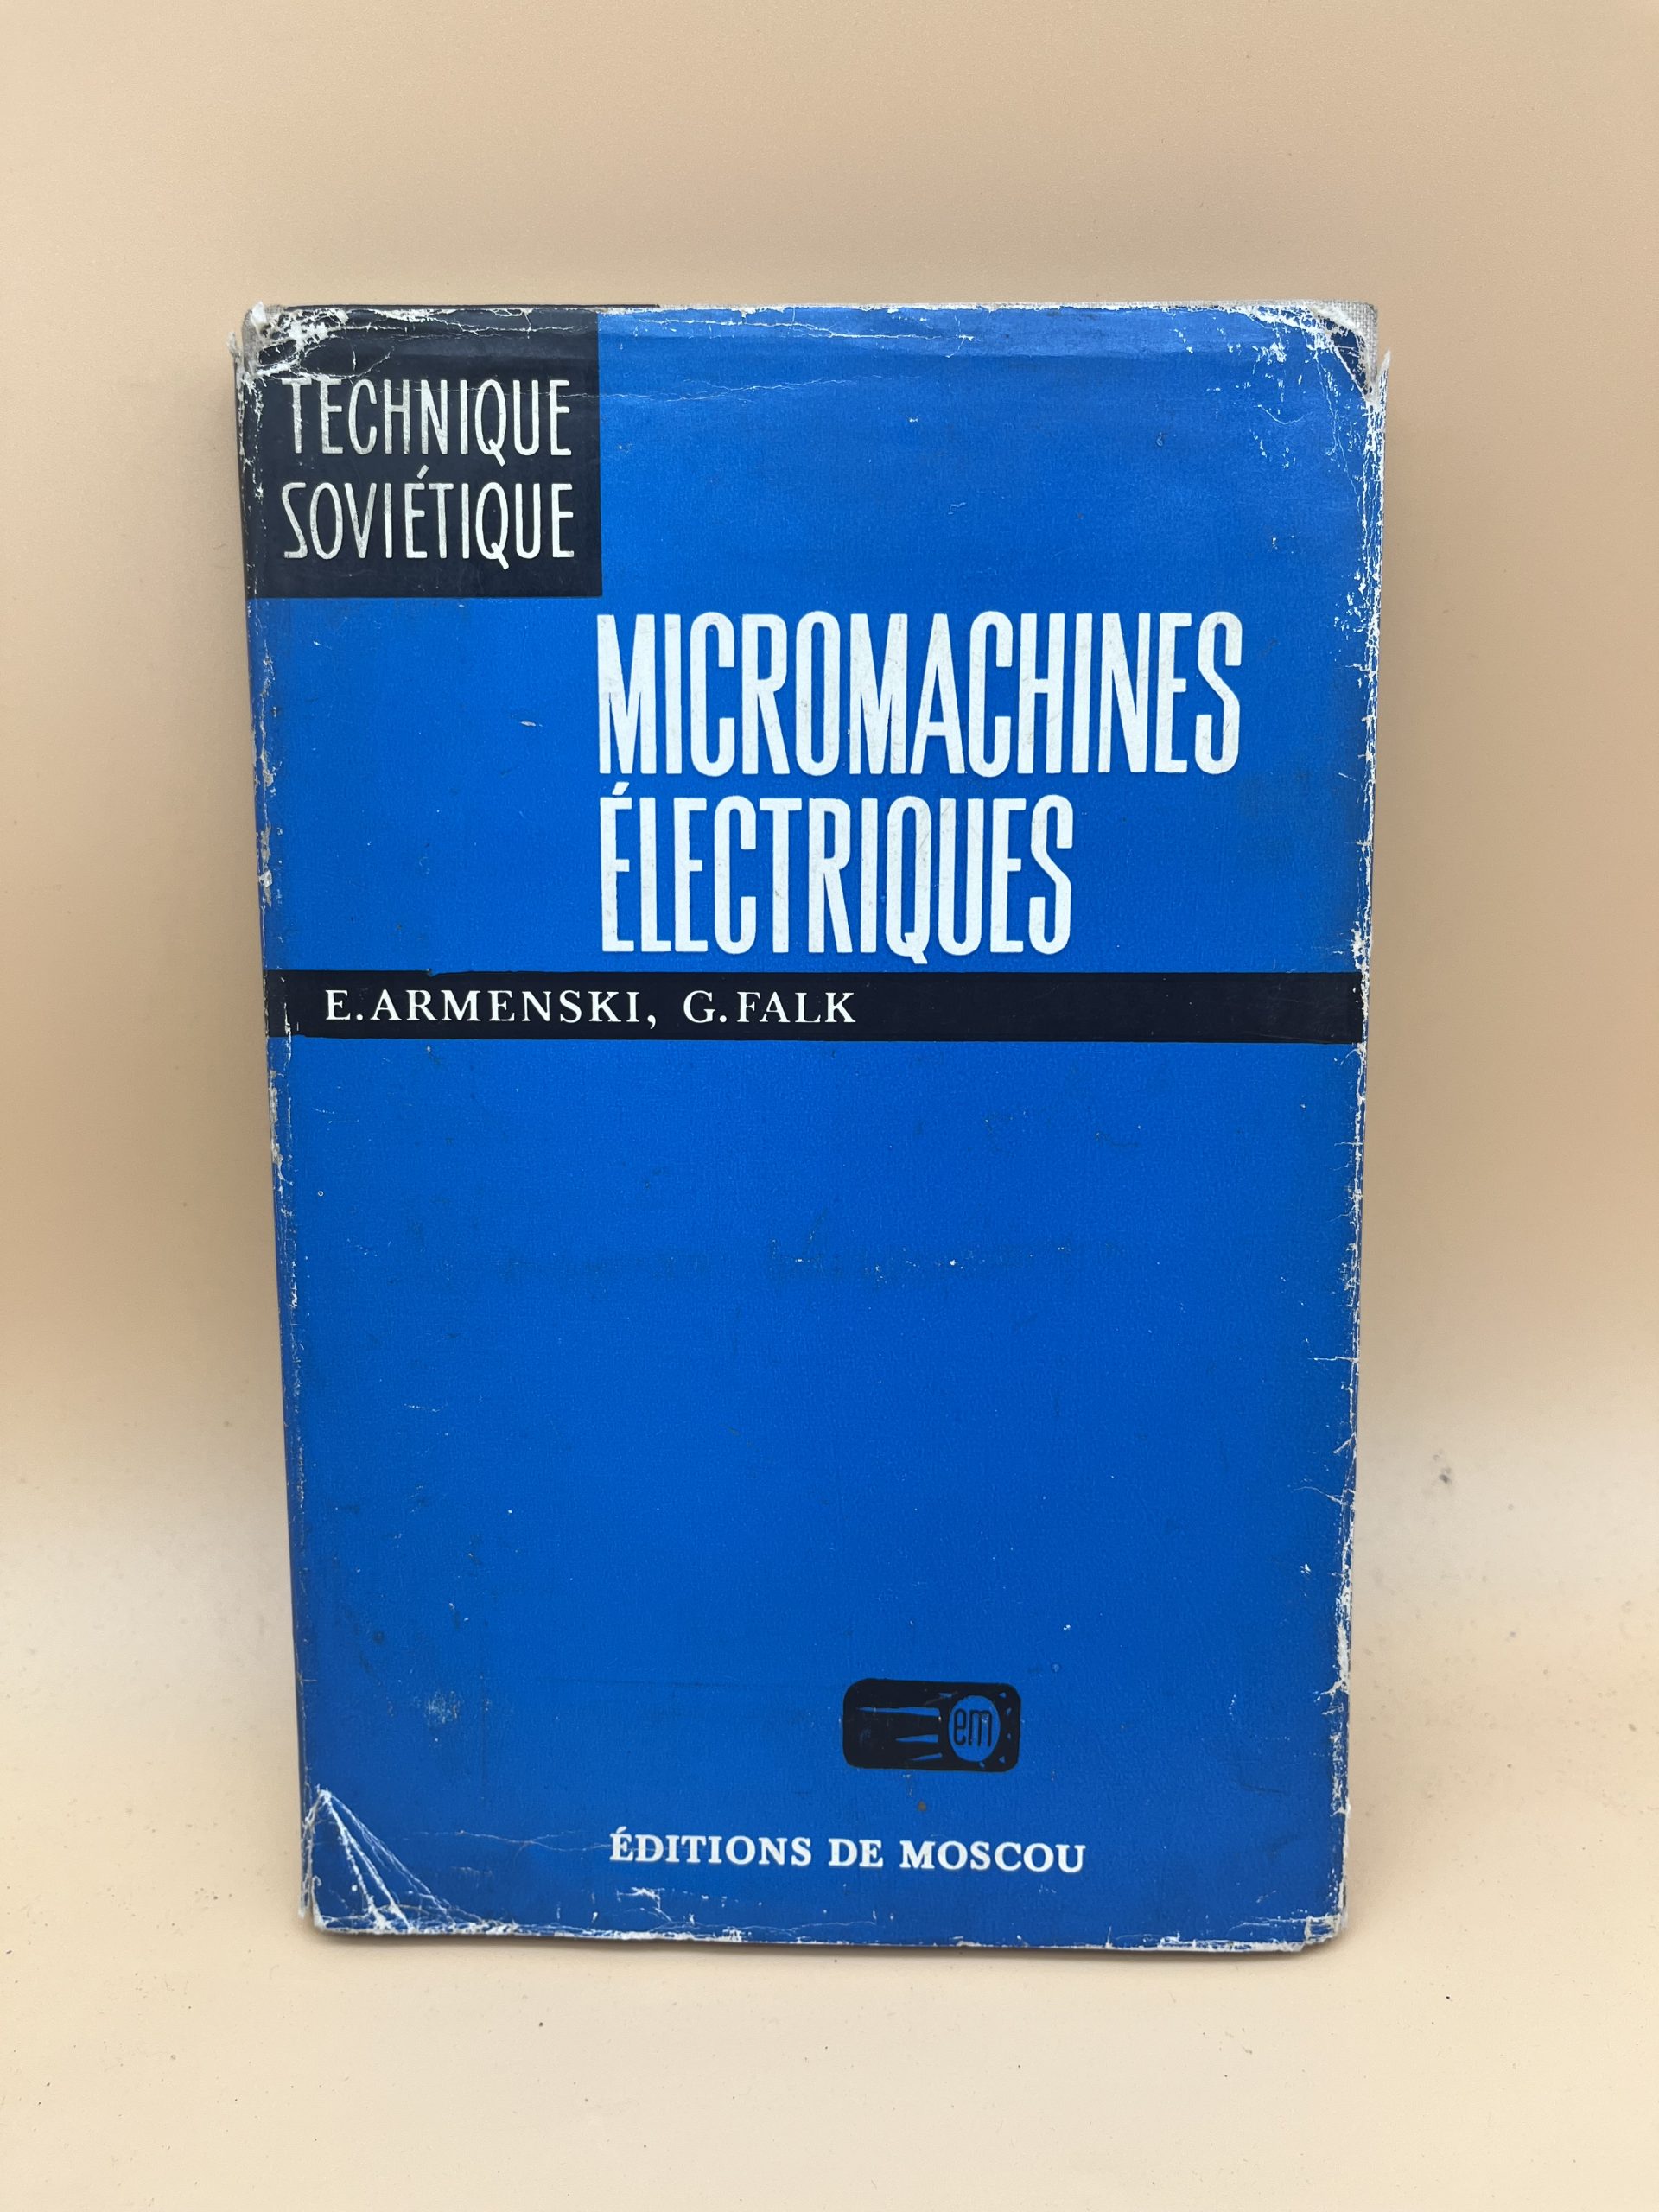 TECHNIQUE
SOVIÉTIQUE
MICROMACHINES
ÉLECTRIQUES
E. ARMENSKI, G. FALK
em
ÉDITIONS DE MOSCOU